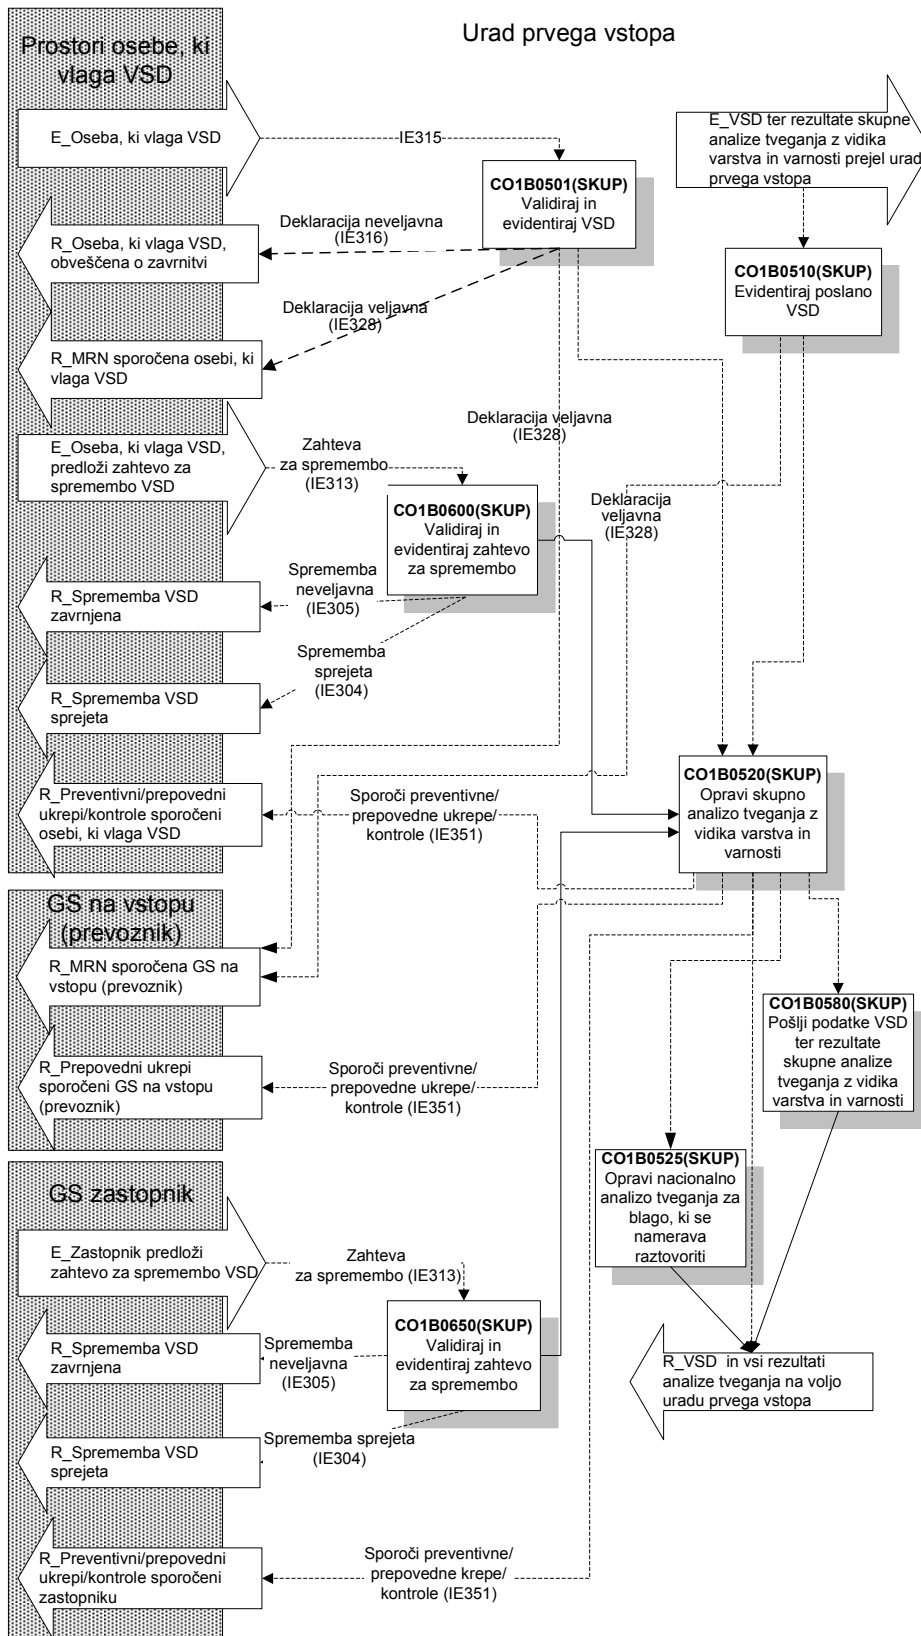 Prostori osebe, ki
vlaga VSD
Urad prvega vstopa
E_Oseba, ki vlaga VSD
IE315
E_VSD ter rezultate skupne
analize tveganja z vidika
varstva in varnosti prejel urad
prvega vstopa
CO1B0501(SKUP)
Validiraj in
evidentiraj VSD
Deklaracija neveljavna
(IE316)
R_Oseba, ki vlaga VSD,
obveščena o zavrnitvi
CO1B0510(SKUP)
Evidentiraj poslano
VSD
Deklaracija veljavna
(IE328)
R_MRN sporočena osebi, ki
vlaga VSD
Deklaracija veljavna
(IE328)
E_Oseba, ki vlaga VSD,
predloži zahtevo za
spremembo VSD
Zahteva
za spremembo
(IE313)
CO1B0600(SKUP)
Validiraj in
evidentiraj zahtevo
za spremembo
Deklaracija
veljavna
(IE328)
Sprememba
neveljavna
(IE305)
R_Sprememba VSD
zavrnjena
Sprememba
sprejeta
(IE304)
R_Sprememba VSD
sprejeta
CO1B0520(SKUP)
Opravi skupno
analizo tveganja z
vidika varstva in
varnosti
R_Preventivni/prepovedni
ukrepi/kontrole sporočeni
osebi, ki vlaga VSD
Sporoči preventivne/
prepovedne ukrepe/
kontrole (IE351)
GS na vstopu
(prevoznik)
R_MRN sporočena GS na
vstopu (prevoznik)
CO1B0580(SKUP)
Pošlji podatke VSD
ter rezultate
skupne analize
tveganja z vidika
varstva in varnosti
R_Prepovedni ukrepi
sporočeni GS na vstopu
(prevoznik)
Sporoči preventivne/
prepovedne ukrepe/
kontrole (IE351)
CO1B0525(SKUP)
Opravi nacionalno
analizo tveganja za
blago, ki se
namerava
raztovoriti
GS zastopnik
E_Zastopnik predloži
zahtevo za spremembo VSD
Zahteva
za spremembo (IE313)
CO1B0650(SKUP)
Validiraj in
evidentiraj zahtevo
za spremembo
R_Sprememba VSD
zavrnjena
Sprememba
neveljavna
(IE305)
R_VSD in vsi rezultati
analize tveganja na voljo
uradu prvega vstopa
Sprememba sprejeta
(IE304)
R_Sprememba VSD
sprejeta
R_Preventivni/prepovedni
ukrepi/kontrole sporočeni
zastopniku
Sporoči preventivne/
prepovedne krepe/
kontrole (IE351)